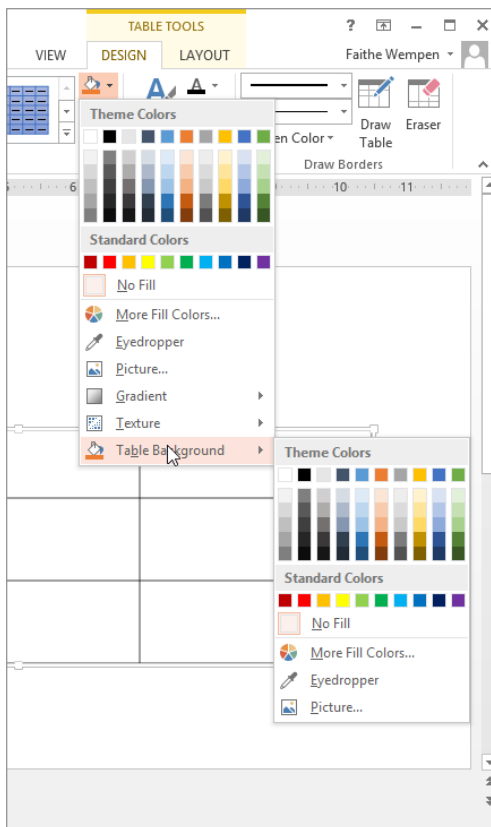 TABLE TOOLS
?
VIEW DESIGN LAYOUT Faithe Wempen
A A
en Color
Draw Table
Eraser
Draw Borders
6 10 11
Theme Colors
Standard Colors
No Fill
More Fill Colors...
Eyedropper
Picture...
Gradient
Texture
Table Background
Theme Colors
Standard Colors
No Fill
More Fill Colors...
Eyedropper
Picture...